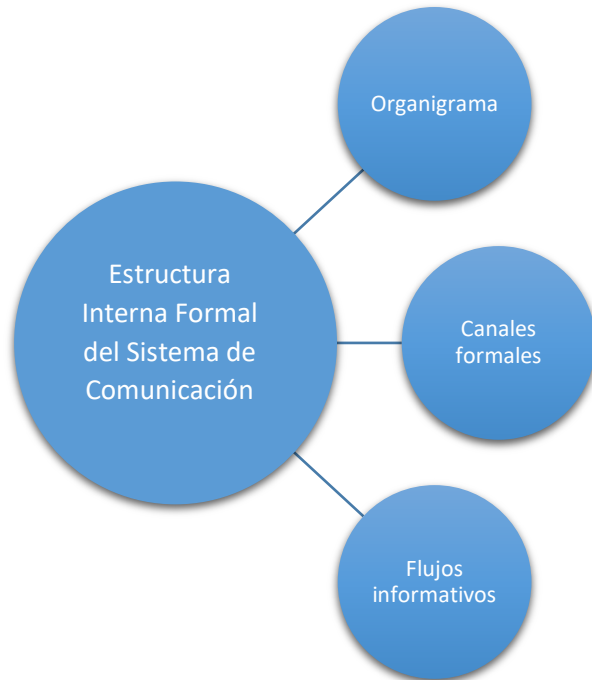 Organigrama
Estructura
Interna Formal
del Sistema de
Comunicación
Canales
formales
Flujos
informativos